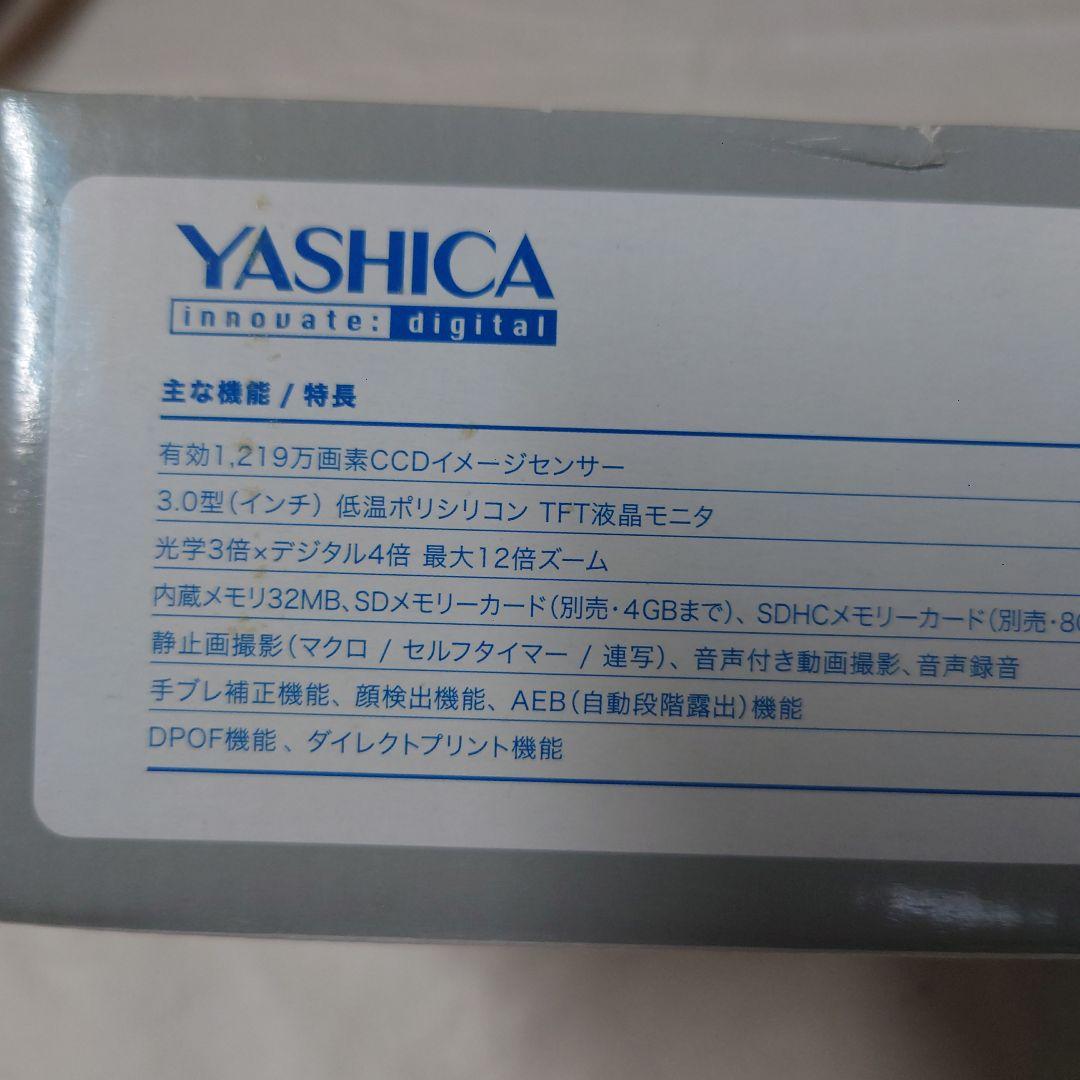 YASHICA
innovate: digital
主な機能 / 特長
有効1,219万画素CCDイメージセンサー
3.0型(インチ) 低温ポリシリコン TFT液晶モニタ
光学3倍×デジタル4倍 最大12倍ズーム
内蔵メモリ32MB、SDメモリーカード(別売・4GBまで)、SDHCメモリーカード(別売・8G
静止画撮影(マクロ / セルフタイマー / 連写)、音声付き動画撮影、音声録音
手ブレ補正機能、顔検出機能、AEB(自動段階露出)機能
DPOF機能、ダイレクトプリント機能